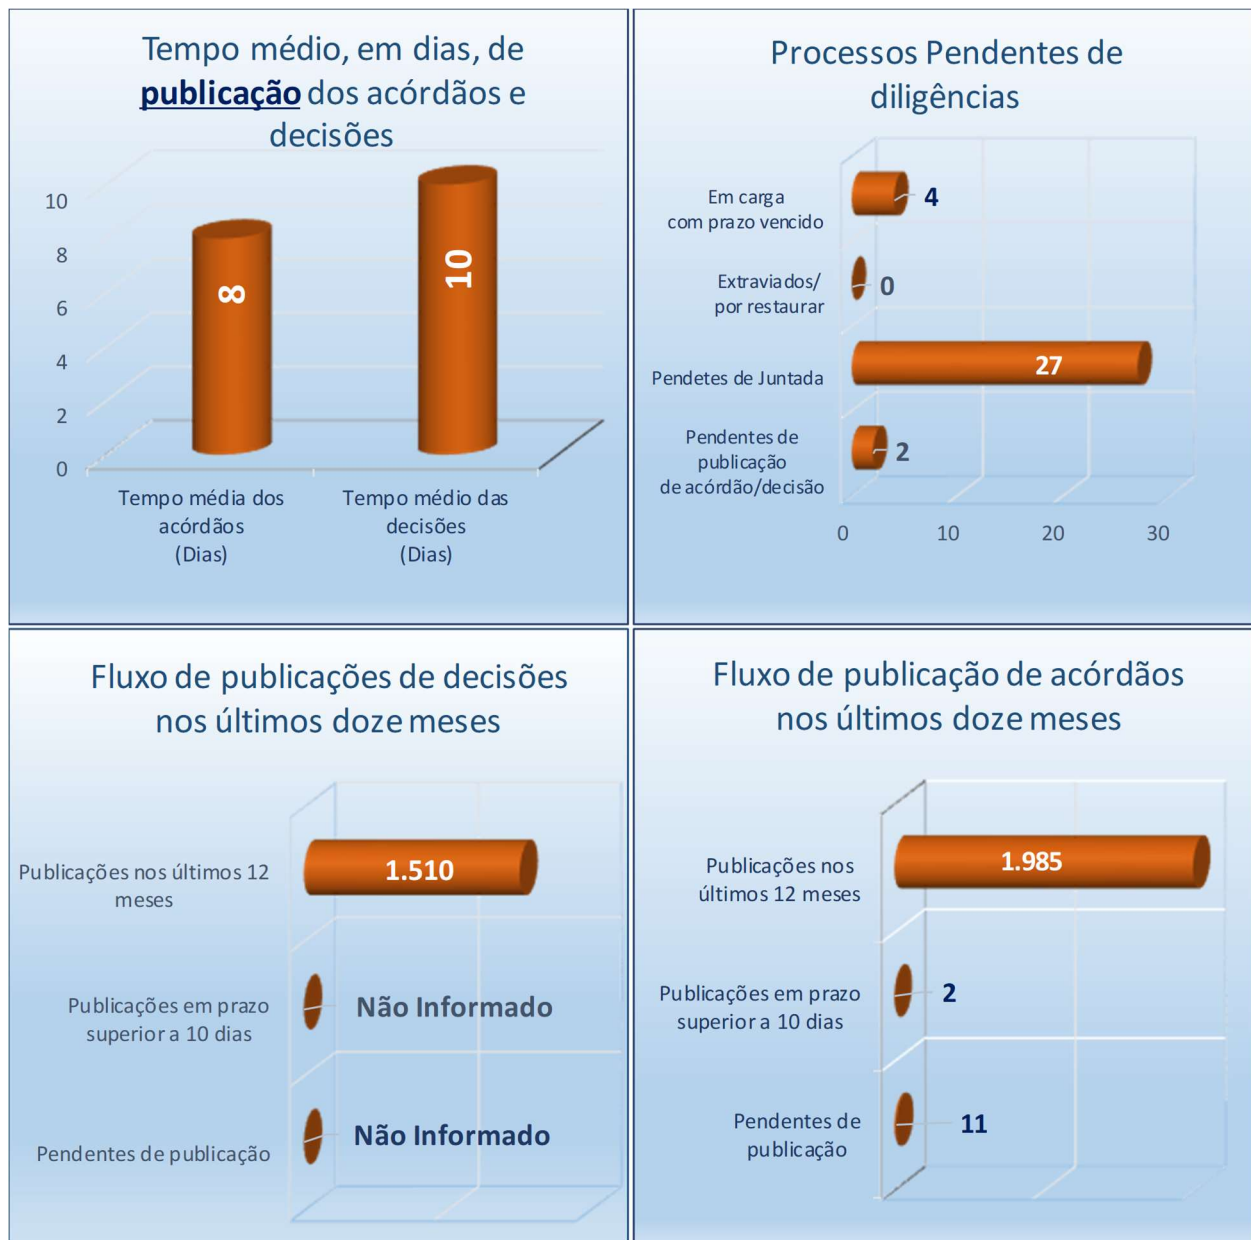 Tempo médio, em dias, de
publicação dos acórdãos e
decisões
10
8
6
4
2
0
8
10
Tempo média dos
acórdãos
(Dias)
Tempo médio das
decisões
(Dias)
Processos Pendentes de
diligências
Em carga
com prazo vencido
4
Extraviados/
por restaurar
0
Pendetes de Juntada
27
Pendentes de
publicação
de acórdão/decisão
2
0
10
20
30
Fluxo de publicações de decisões
nos últimos doze meses
Publicações nos últimos 12
meses
1.510
Publicações em prazo
superior a 10 dias
Não Informado
Pendentes de publicação
Não Informado
Fluxo de publicação de acórdãos
nos últimos doze meses
Publicações nos
últimos 12 meses
1.985
Publicações em prazo
superior a 10 dias
2
Pendentes de
publicação
11